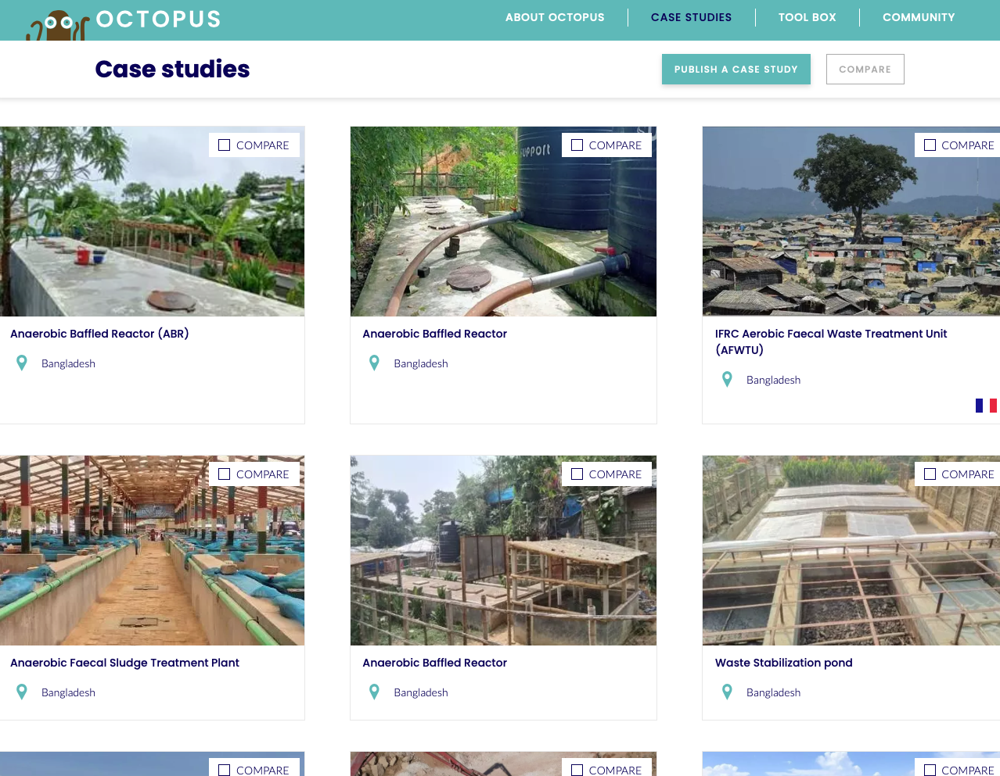 OCTOPUS
ABOUT OCTOPUS
CASE STUDIES
TOOL BOX
COMMUNITY
Case studies
PUBLISH A CASE STUDY
COMPARE
COMPARE
support
COMPARE
COMPARE
Anaerobic Baffled Reactor (ABR)
Bangladesh
Anaerobic Baffled Reactor
Bangladesh
IFRC Aerobic Faecal Waste Treatment Unit
(AFWTU)
Bangladesh
COMPARE
COMPARE
COMPARE
Anaerobic Faecal Sludge Treatment Plant
Bangladesh
Anaerobic Baffled Reactor
Bangladesh
Waste Stabilization pond
Bangladesh
COMPARE
COMPARE
COMPARE